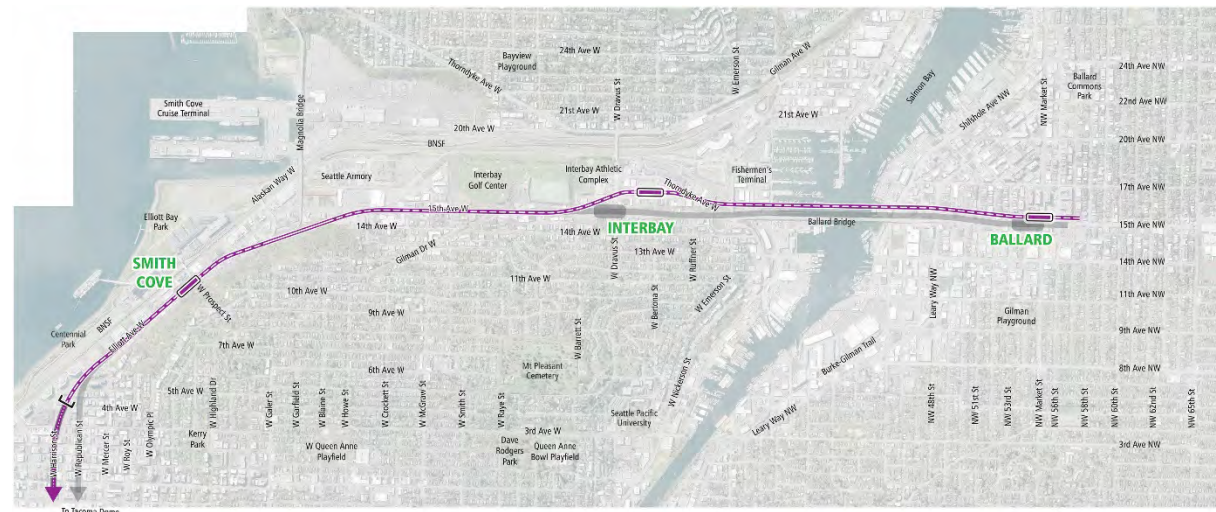 Smith Cove
Cruise Terminal
Magnolia Bridge
Thorndyke Ave W
Bayview
Playground
24th Ave W
21st Ave W
20th Ave W
BNSF
W Dravus St
W Emerson St
Gilman Ave W
21st Ave W
Salmon Bay
Shilshole Ave NW
NW Market St
Ballard
Commons
Park
24th Ave NW
22nd Ave NW
20th Ave NW
17th Ave NW
15th Ave NW
14th Ave NW
11th Ave NW
9th Ave NW
8th Ave NW
3rd Ave NW
Alaskan Way W
Seattle Armory
Interbay
Golf Center
Interbay Athletic
Complex
Thorndyke Ave W
Fishermen's
Terminal
Elliott Bay
Park
15th Ave W
14th Ave W
Gilman Dr W
14th Ave W
INTERBAY
Ballard Bridge
BALLARD
SMITH
COVE
W Prospect St
10th Ave W
11th Ave W
W Dravus St
13th Ave W
W Ruffner St
W Bertona St
W Emerson St
Leary Way NW
Gilman
Playground
Centennial
Park
BNSF
Elliott Ave W
9th Ave W
7th Ave W
6th Ave W
W Barrett St
Mt Pleasant
Cemetery
W Nickerson St
Burke-Gilman Trail
5th Ave W
4th Ave W
W Highland Dr
W Galer St
W Garfield St
W Blaine St
W Howe St
W Crockett St
W McGraw St
W Smith St
W Raye St
Seattle Pacific
University
Leary Way NW
NW 48th St
NW 51st St
NW 53rd St
NW Market St
NW 56th St
NW 58th St
NW 60th St
NW 62nd St
NW 65th St
W Harrison St
W Republican St
W Mercer St
W Roy St
W Olympic Pl
Kerry
Park
W Queen Anne
Playfield
3rd Ave W
Dave
Rodgers
Park
Queen Anne
Bowl Playfield
To Tacoma Dome